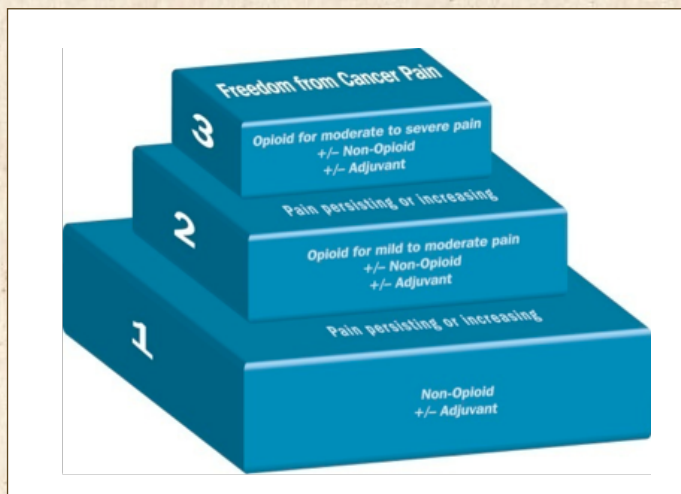 Freedom from Cancer Pain
3
Opioid for moderate to severe pain
+/– Non-Opioid
+/– Adjuvant
Pain persisting or increasing
2
Opioid for mild to moderate pain
+/– Non-Opioid
+/– Adjuvant
Pain persisting or increasing
1
Non-Opioid
+/– Adjuvant